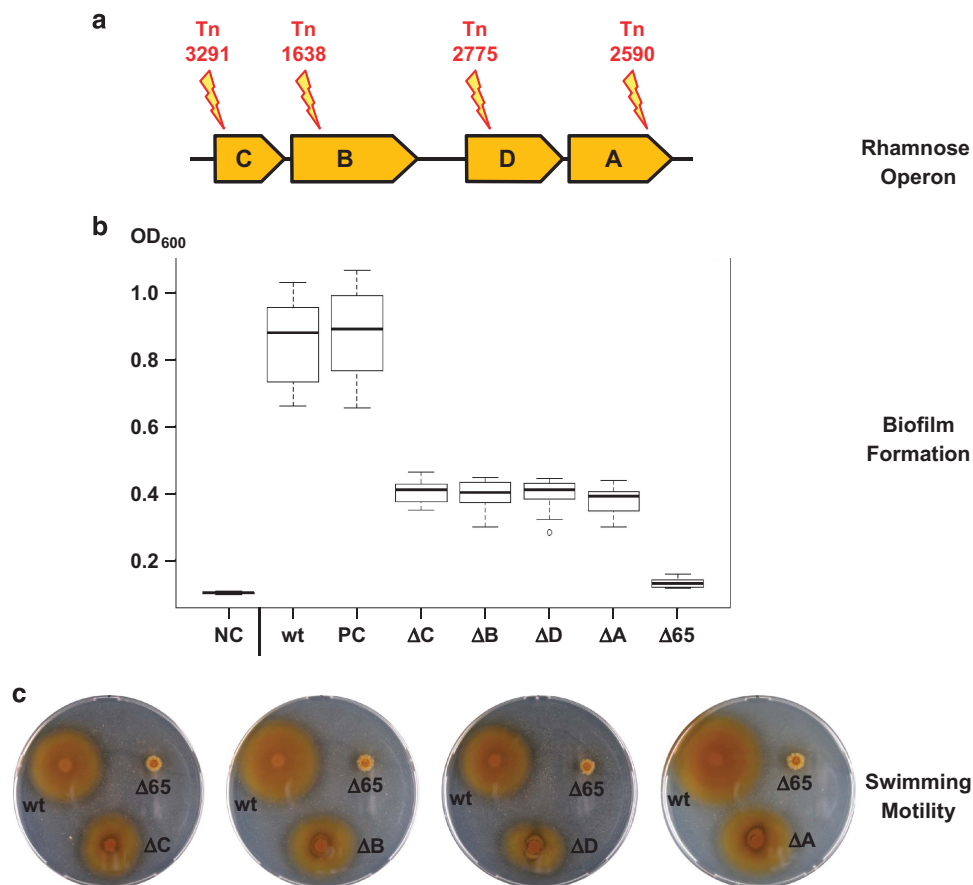 a
Tn Tn Tn Tn
3291 1638 2775 2590
C B D A
Rhamnose
Operon
b
OD600
1.0
0.8
0.6
0.4
0.2
NC wt PC ΔC ΔB ΔD ΔA Δ65
Biofilm
Formation
c
wt Δ65 ΔC
wt Δ65 ΔB
wt Δ65 ΔD
wt Δ65 ΔA
Swimming
Motility